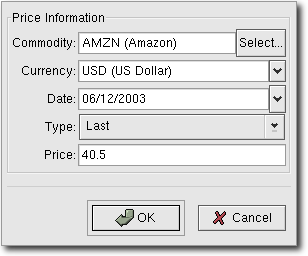 Price Information
Commodity: AMZN (Amazon) Select...
Currency: USD (US Dollar)
Date: 06/12/2003
Type: Last
Price: 40.5
OK Cancel